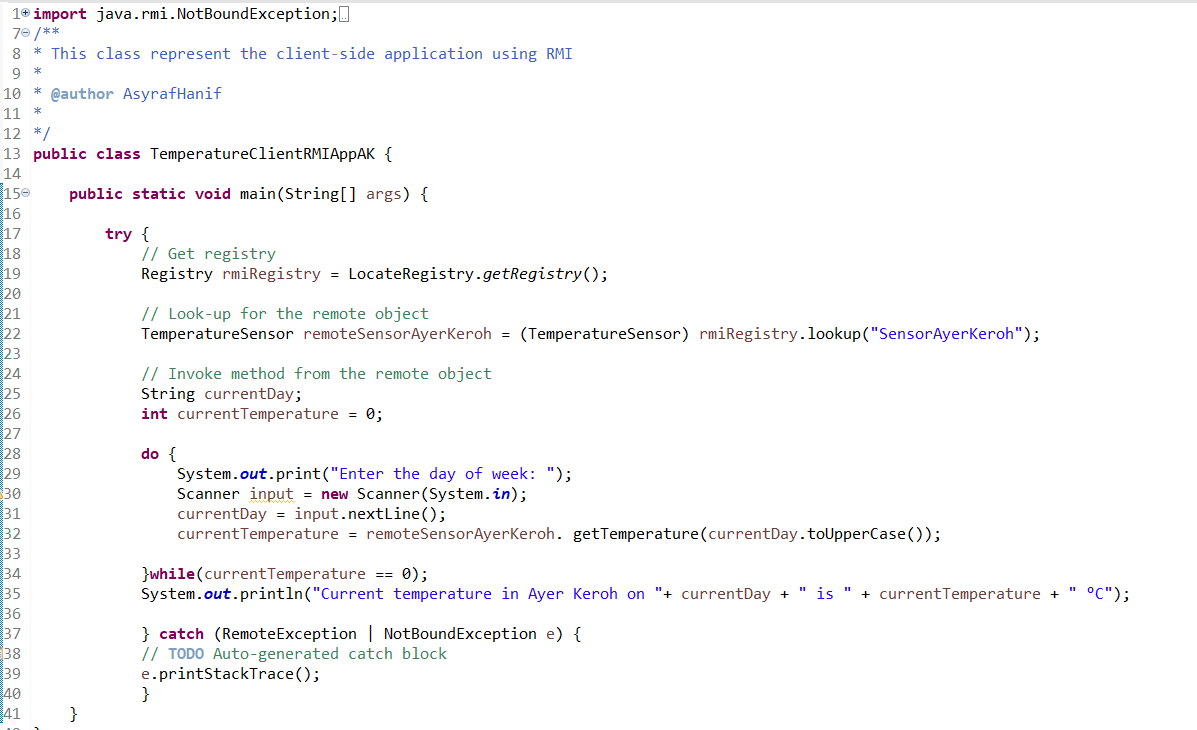 1 import java.rmi.NotBoundException;
7 /**
8 * This class represent the client-side application using RMI
9 *
10 * @author AsyrafHanif
11 *
12 */
13 public class TemperatureClientRMIAppAK {
14
15 public static void main(String[] args) {
16
17 try {
18 // Get registry
19 Registry rmiRegistry = LocateRegistry.getRegistry();
20
21 // Look-up for the remote object
22 TemperatureSensor remoteSensorAyerKeroh = (TemperatureSensor) rmiRegistry.lookup("SensorAyerKeroh");
23
24 // Invoke method from the remote object
25 String currentDay;
26 int currentTemperature = 0;
27
28 do {
29 System.out.print("Enter the day of week: ");
30 Scanner input = new Scanner(System.in);
31 currentDay = input.nextLine();
32 currentTemperature = remoteSensorAyerKeroh. getTemperature(currentDay.toUpperCase());
33
34 }while(currentTemperature == 0);
35 System.out.println("Current temperature in Ayer Keroh on "+ currentDay + " is " + currentTemperature + " °C");
36
37 } catch (RemoteException | NotBoundException e) {
38 // TODO Auto-generated catch block
39 e.printStackTrace();
40 }
41 }